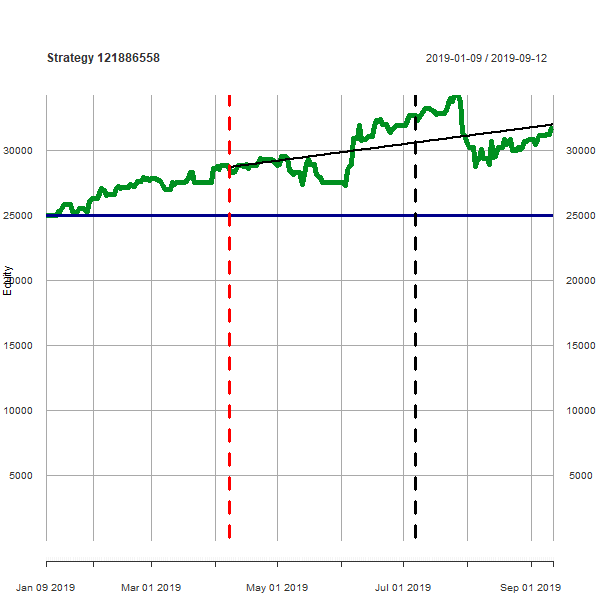 Strategy 121886558
2019-01-09 / 2019-09-12
30000
30000
25000
25000
Equity
20000
20000
15000
15000
10000
10000
5000
5000
Jan 09 2019
Mar 01 2019
May 01 2019
Jul 01 2019
Sep 01 2019